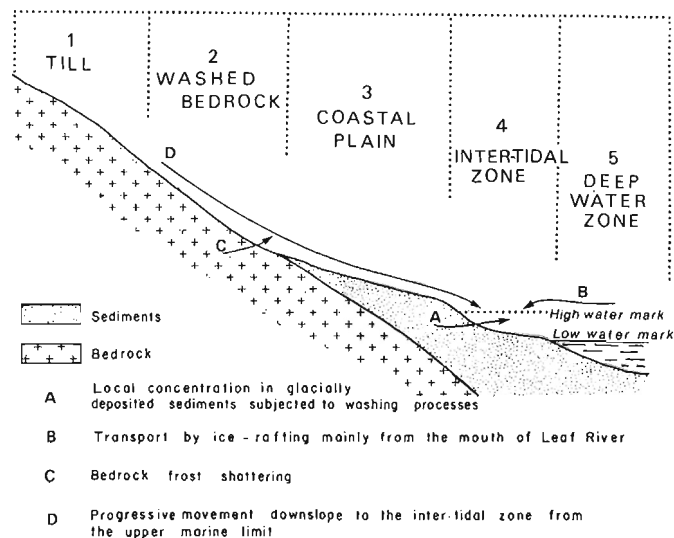 1
TILL
2
WASHED
BEDROCK
3
COASTAL
PLAIN
4
INTER-TIDAL
ZONE
5
DEEP
WATER
ZONE
D
C
B
A
High water mark
Low water mark
Sediments
Bedrock
A Local concentration in glacially
deposited sediments subjected to washing processes
B Transport by ice - rafting mainly from the mouth of Leaf River
C Bedrock frost shattering
D Progressive movement downslope to the inter-tidal zone from
the upper marine limit